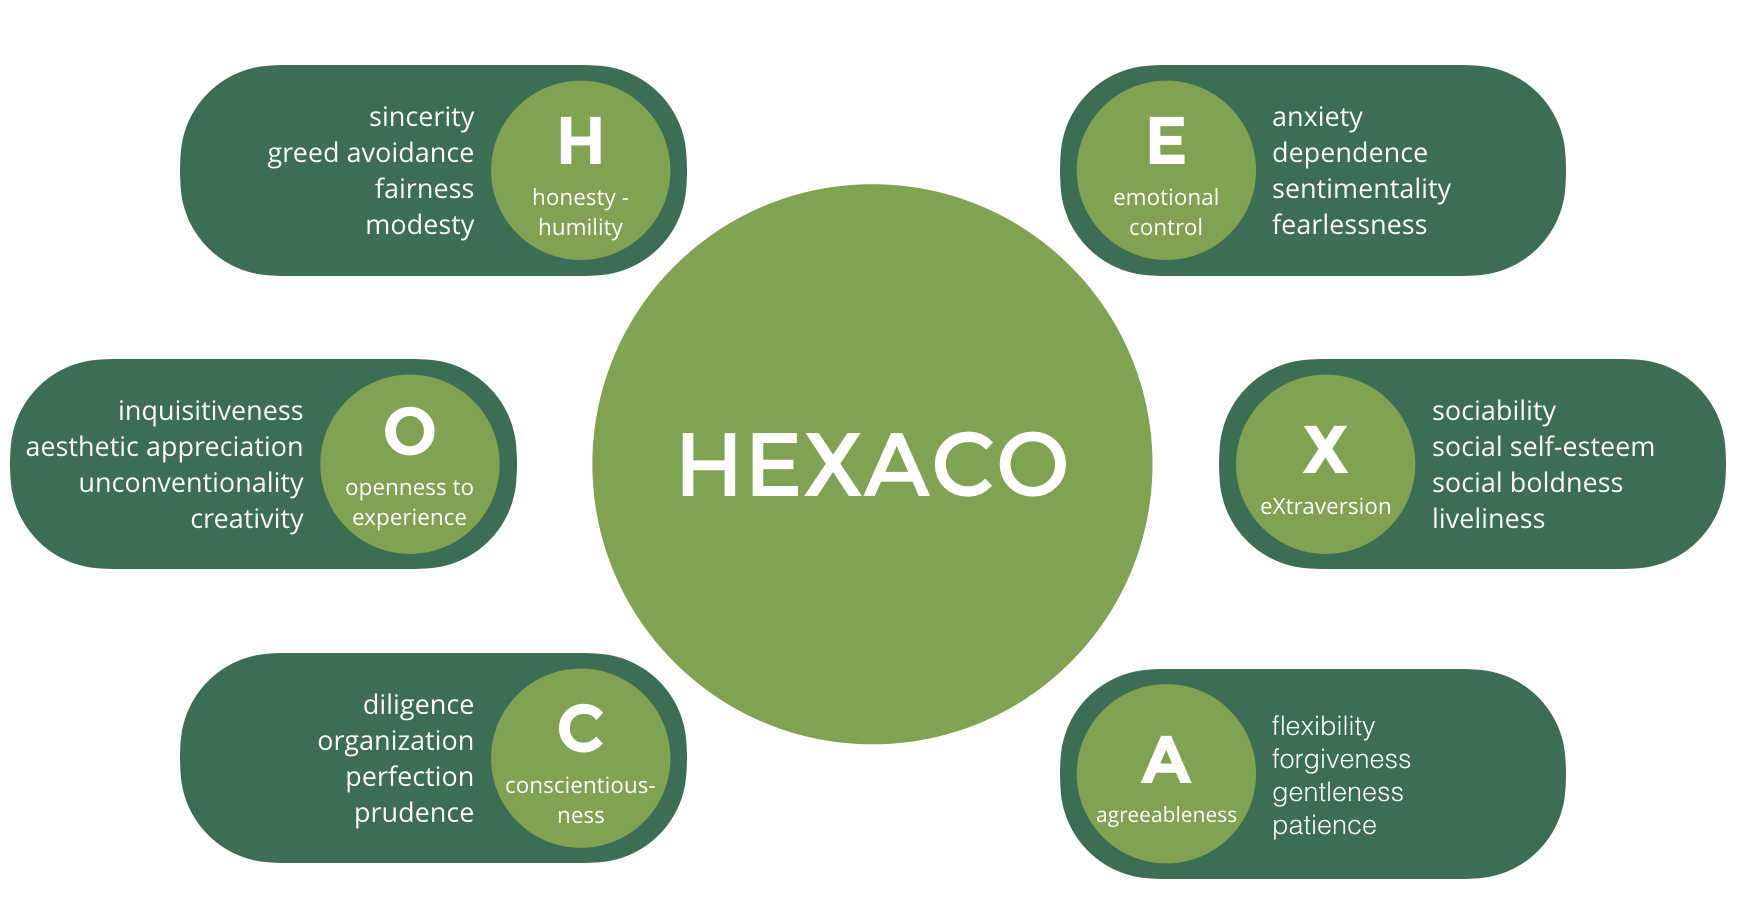 HEXACO
sincerity
greed avoidance
fairness
modesty
H
honesty -
humility
E
emotional
control
anxiety
dependence
sentimentality
fearlessness
inquisitiveness
aesthetic appreciation
unconventionality
creativity
O
openness to
experience
X
eXtraversion
sociability
social self-esteem
social boldness
liveliness
diligence
organization
perfection
prudence
C
conscientious-
ness
A
agreeableness
flexibility
forgiveness
gentleness
patience